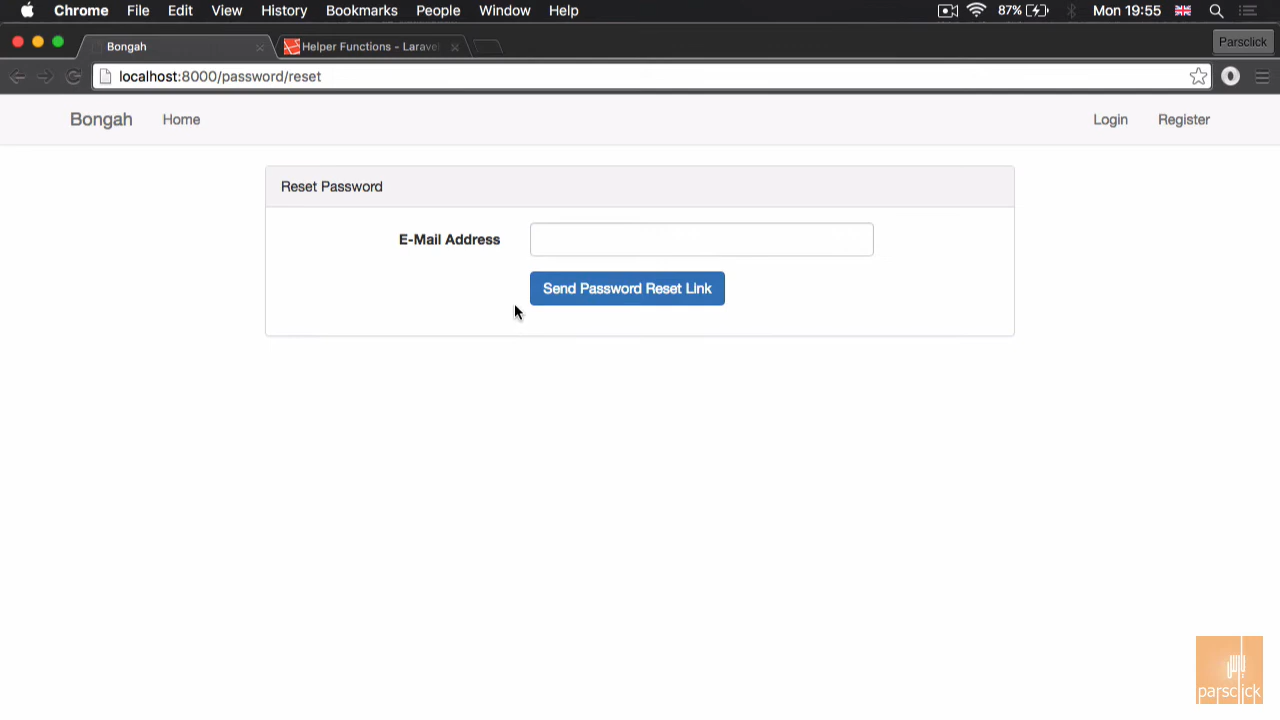 Chrome File Edit View History Bookmarks People Window Help 87% Mon 19:55
Bongah Helper Functions - Laravel Parsclick
localhost:8000/password/reset
Bongah Home Login Register
Reset Password
E-Mail Address
Send Password Reset Link
parsclick